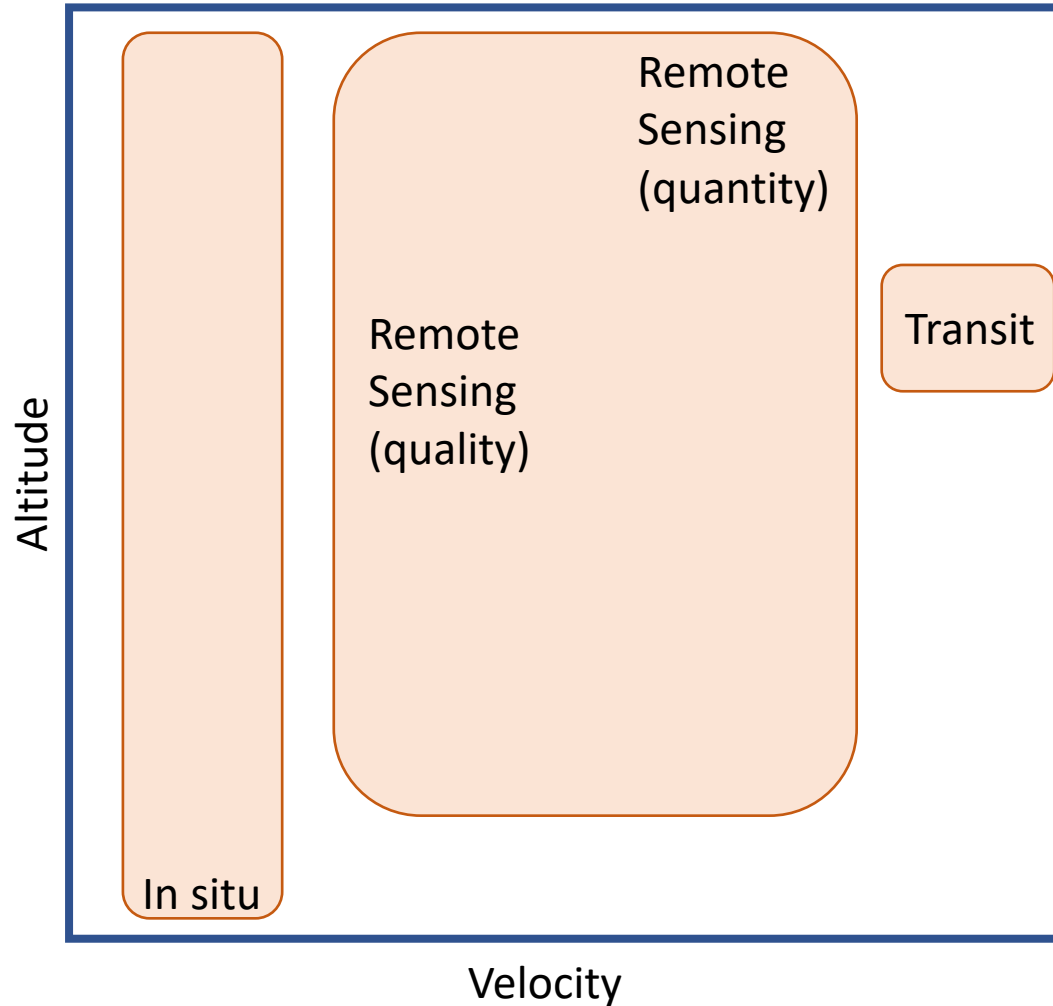 Remote
Sensing
(quantity)
Transit
Remote
Sensing
(quality)
Altitude
In situ
Velocity